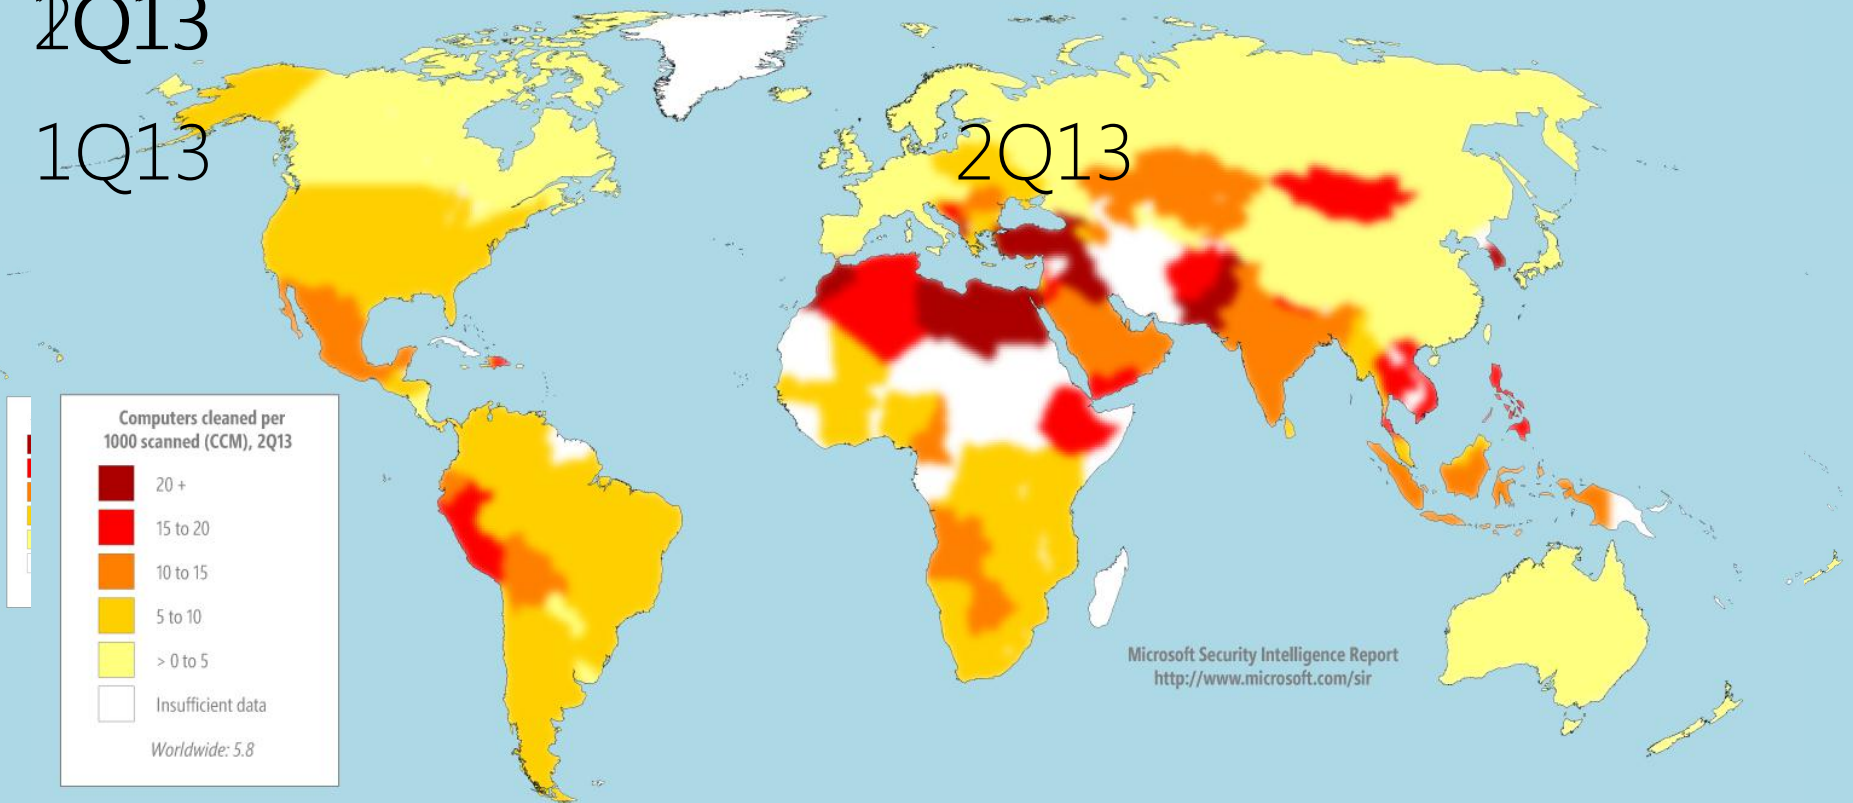 2Q13
1Q13
2Q13
Computers cleaned per
1000 scanned (CCM), 2Q13
20 +
15 to 20
10 to 15
5 to 10
> 0 to 5
Insufficient data
Worldwide: 5.8
Microsoft Security Intelligence Report
http://www.microsoft.com/sir